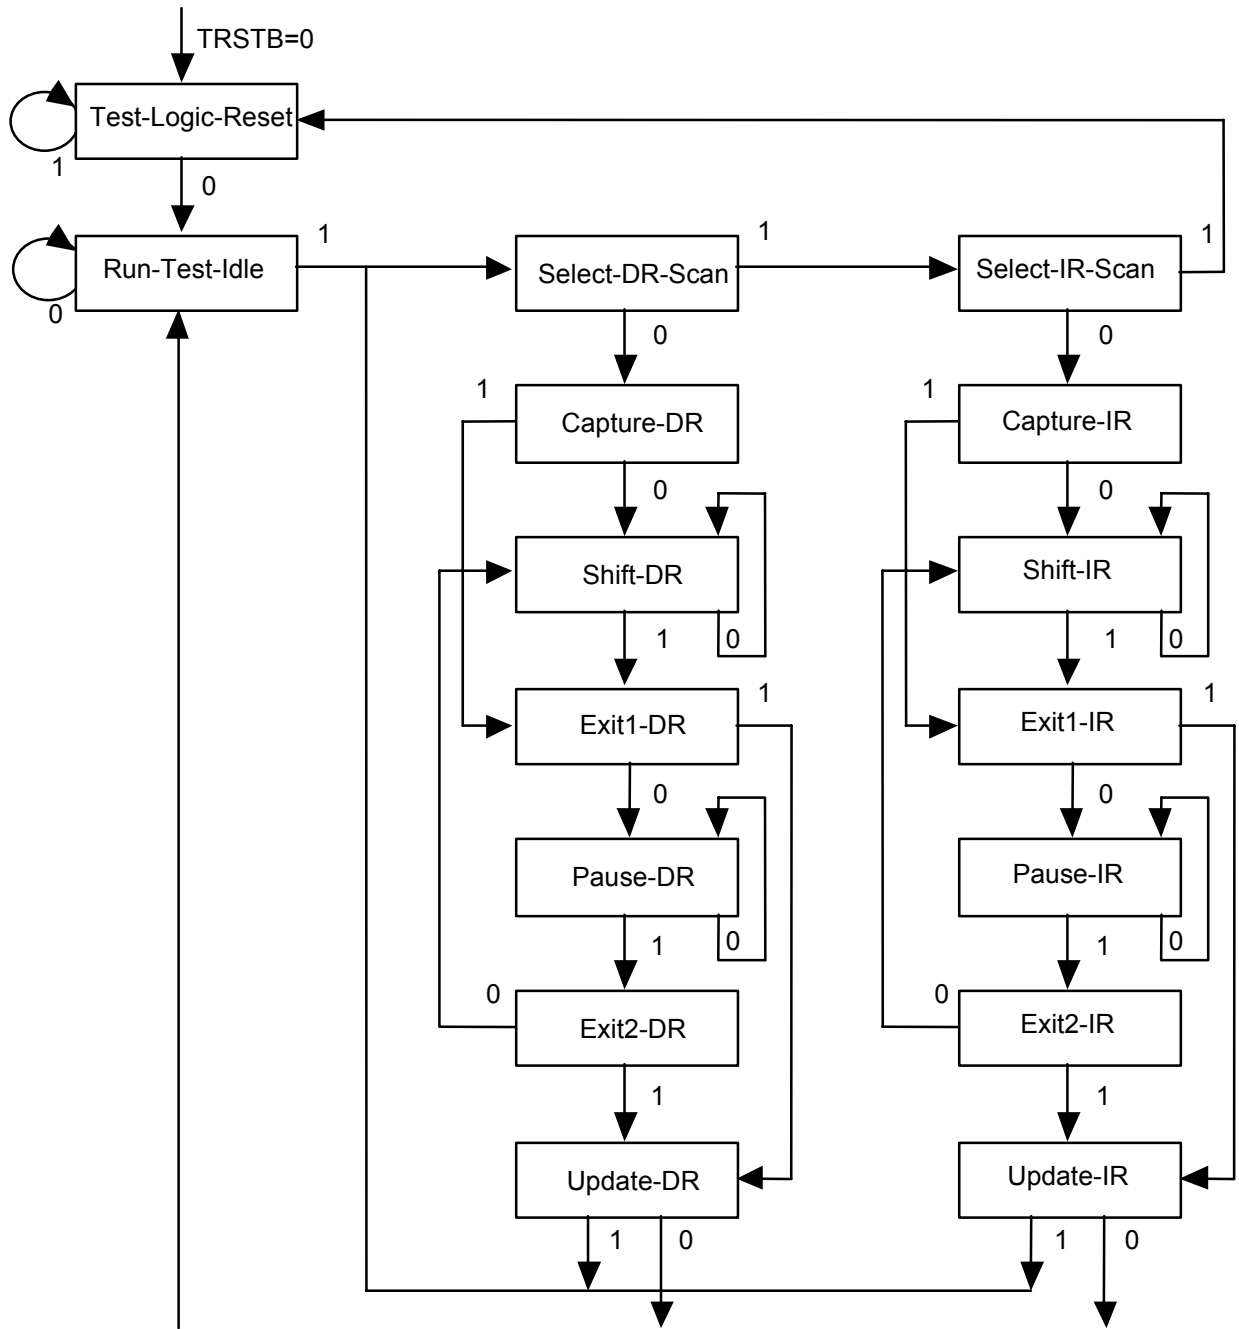 TRSTB=0
Test-Logic-Reset
1
0
Run-Test-Idle
0
1
Select-DR-Scan
1
Select-IR-Scan
1
0
0
1
Capture-DR
1
Capture-IR
0
0
Shift-DR
Shift-IR
1
0
1
0
Exit1-DR
1
Exit1-IR
1
0
0
Pause-DR
Pause-IR
1
0
1
0
0
Exit2-DR
0
Exit2-IR
1
1
Update-DR
Update-IR
1
0
1
0